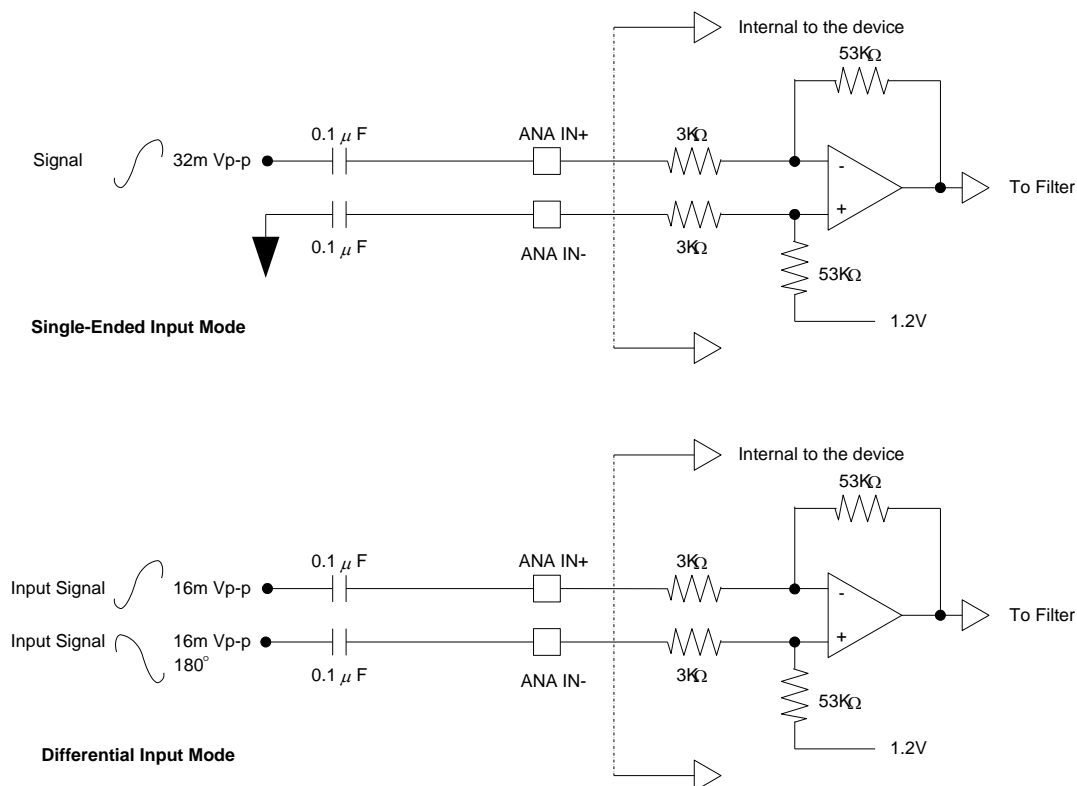 Internal to the device
53KΩ
0.1 μ F
ANA IN+
3KΩ
Signal
32m Vp-p
-
To Filter
+
0.1 μ F
ANA IN-
3KΩ
53KΩ
1.2V
Single-Ended Input Mode
Internal to the device
53KΩ
0.1 μ F
ANA IN+
3KΩ
Input Signal
16m Vp-p
-
To Filter
Input Signal
16m Vp-p
180°
+
0.1 μ F
ANA IN-
3KΩ
53KΩ
1.2V
Differential Input Mode